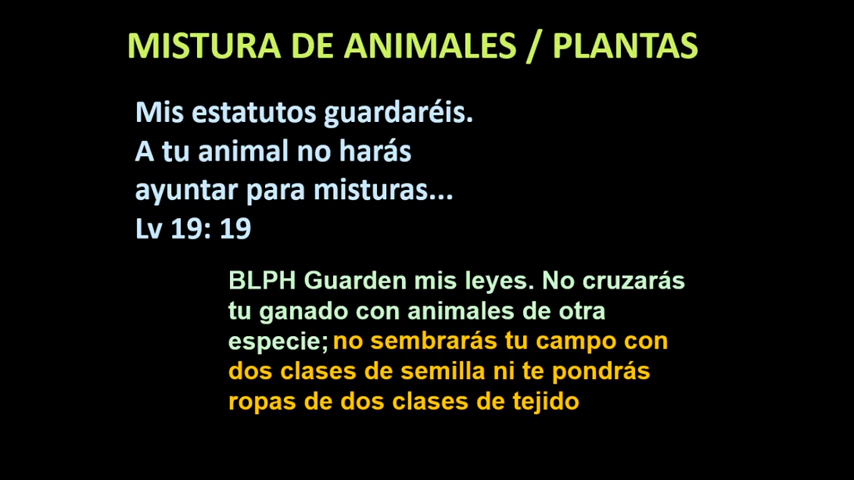 MISTURA DE ANIMALES / PLANTAS
Mis estatutos guardaréis.
A tu animal no harás
ayuntar para misturas...
Lv 19: 19
BLPH Guarden mis leyes. No cruzarás
tu ganado con animales de otra
especie; no sembrarás tu campo con
dos clases de semilla ni te pondrás
ropas de dos clases de tejido